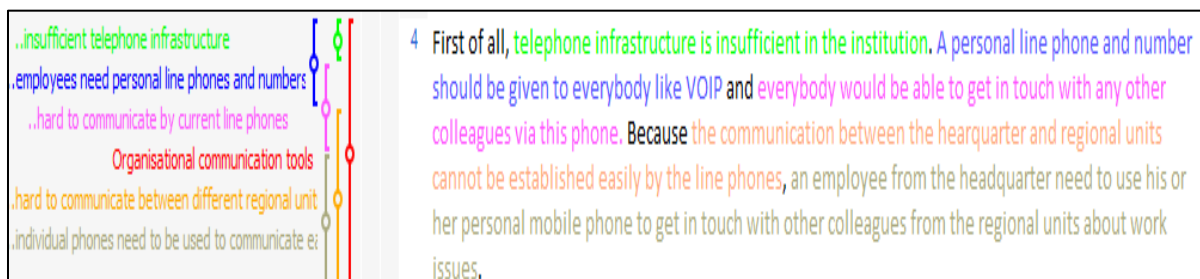 ..insufficient telephone infrastructure
..employees need personal line phones and numbers
..hard to communicate by current line phones
Organisational communication tools
..hard to communicate between different regional unit
..individual phones need to be used to communicate ea
4 First of all, telephone infrastructure is insufficient in the institution. A personal line phone and number
should be given to everybody like VOIP and everybody would be able to get in touch with any other
colleagues via this phone. Because the communication between the hearquarter and regional units
cannot be established easily by the line phones, an employee from the headquarter need to use his or
her personal mobile phone to get in touch with other colleagues from the regional units about work
issues.